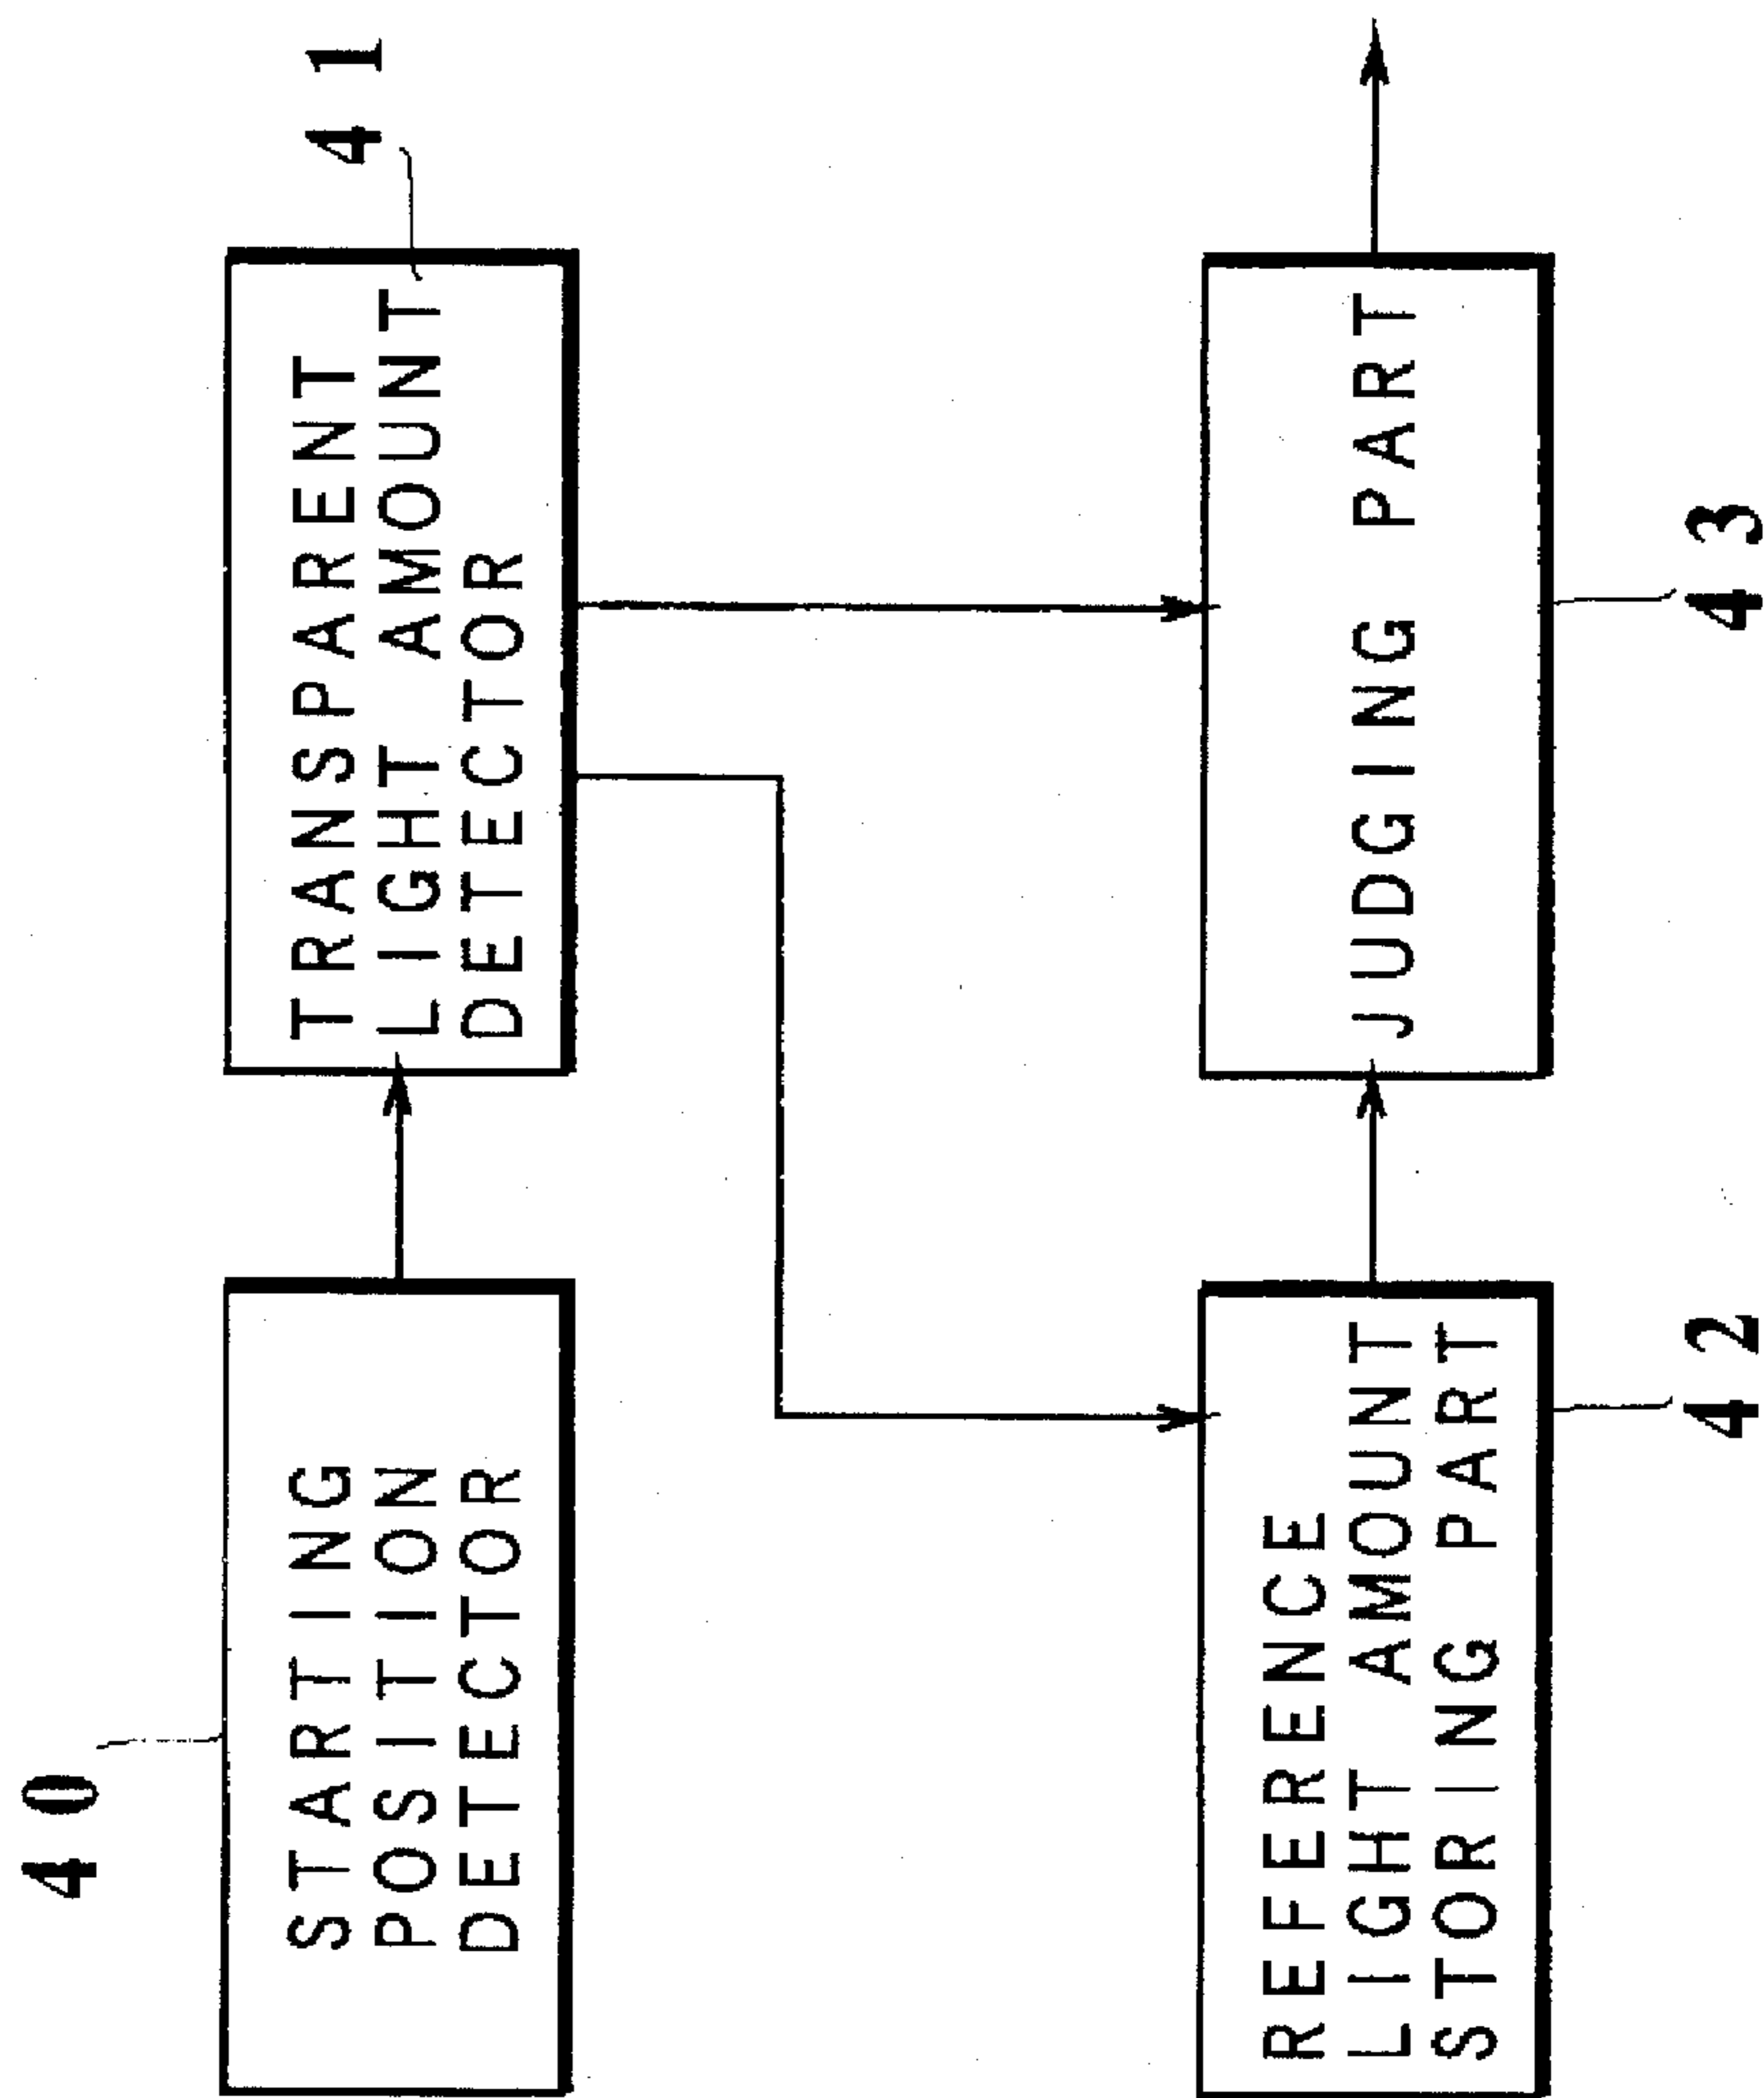 40
STARTING
POSITION
DETECTOR
41
TRANSPARENT
LIGHT AMOUNT
DETECTOR
REFERENCE
LIGHT AMOUNT
STORING PART
42
JUDGING PART
43